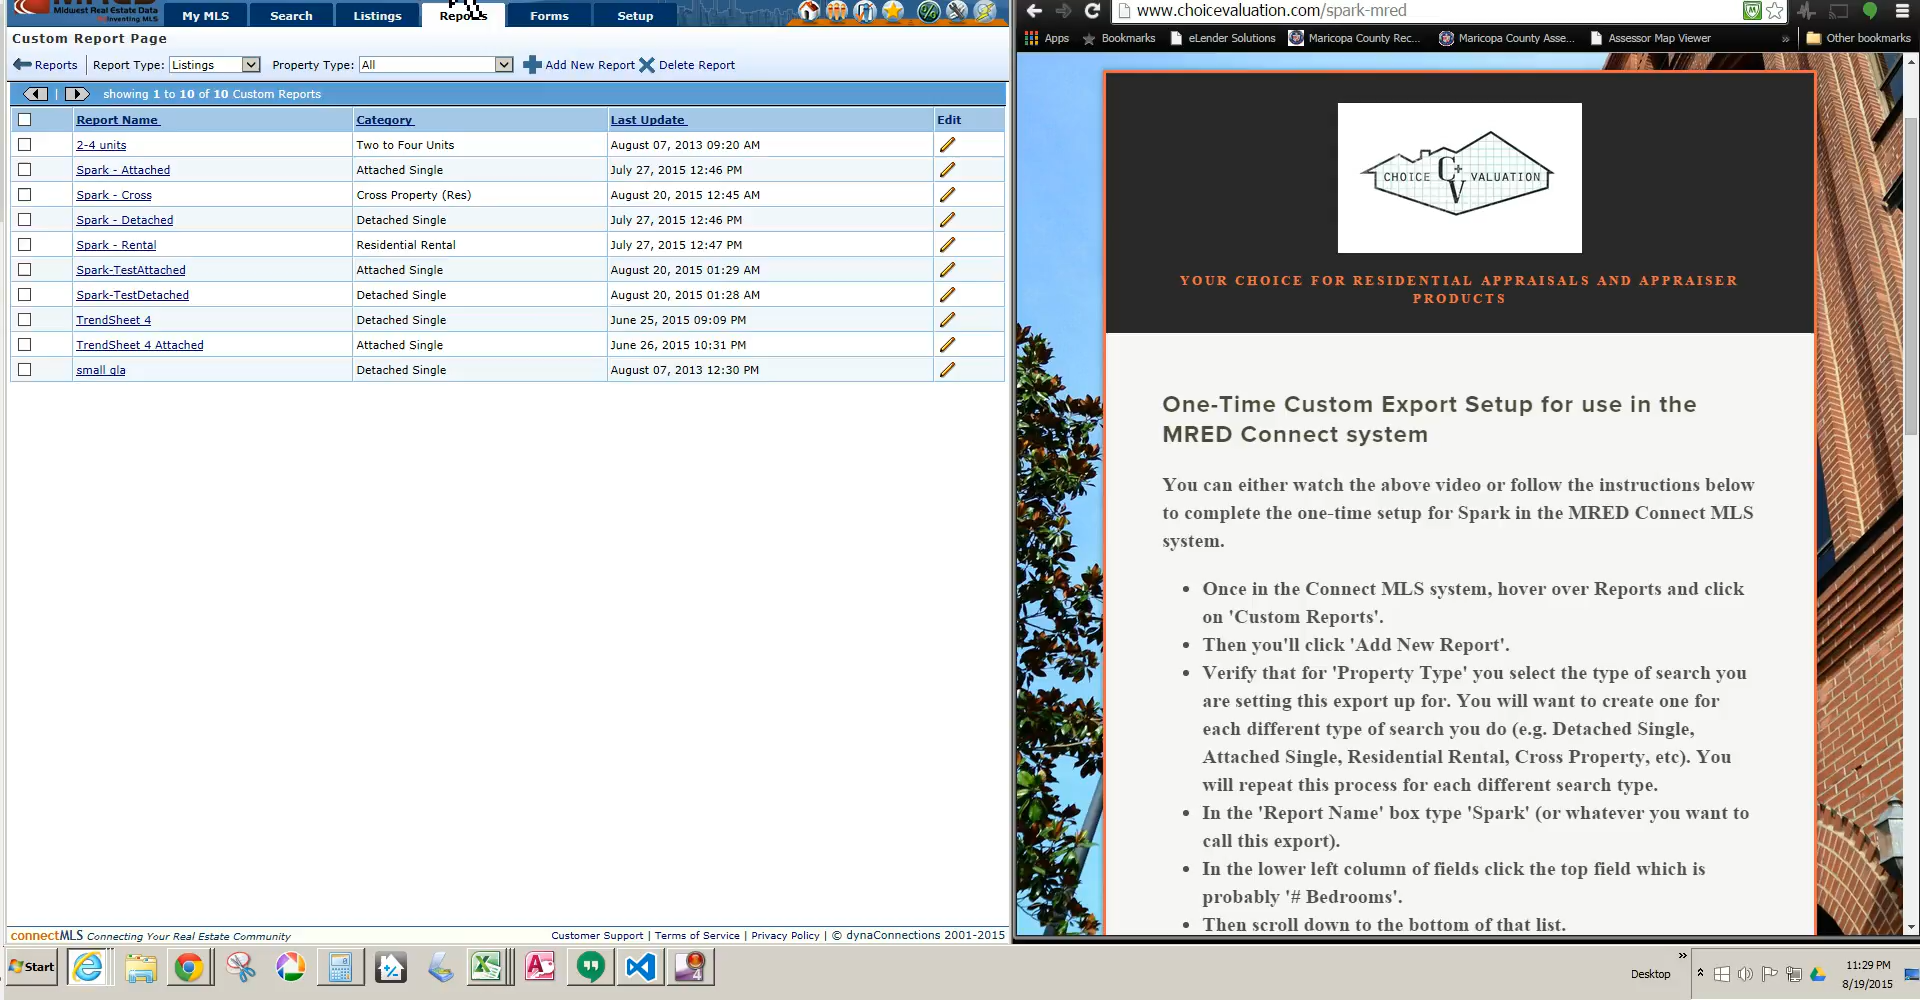 Midwest Real Estate Data
My MLS
Search
Listings
Reports
Forms
Setup
Custom Report Page
Reports
Report Type:
Listings
Property Type:
All
Add New Report
Delete Report
showing 1 to 10 of 10 Custom Reports
Report Name Category Last Update Edit
2-4 units Two to Four Units August 07, 2013 09:20 AM
Spark - Attached Attached Single July 27, 2015 12:46 PM
Spark - Cross Cross Property (Res) August 20, 2015 12:45 AM
Spark - Detached Detached Single July 27, 2015 12:46 PM
Spark - Rental Residential Rental July 27, 2015 12:47 PM
Spark-TestAttached Attached Single August 20, 2015 01:29 AM
Spark-TestDetached Detached Single August 20, 2015 01:28 AM
TrendSheet 4 Detached Single June 25, 2015 09:09 PM
TrendSheet 4 Attached Attached Single June 26, 2015 10:31 PM
small gla Detached Single August 07, 2013 12:30 PM
connectMLS Connecting Your Real Estate Community
Customer Support | Terms of Service | Privacy Policy | © dynaConnections 2001-2015
www.choicevaluation.com/spark-mred
Apps
Bookmarks
eLender Solutions
Maricopa County Rec...
Maricopa County Asse...
Assessor Map Viewer
»
Other bookmarks
CHOICE C+V VALUATION
YOUR CHOICE FOR RESIDENTIAL APPRAISALS AND APPRAISER
PRODUCTS
One-Time Custom Export Setup for use in the
MRED Connect system
You can either watch the above video or follow the instructions below
to complete the one-time setup for Spark in the MRED Connect MLS
system.
• Once in the Connect MLS system, hover over Reports and click
on 'Custom Reports'.
• Then you'll click 'Add New Report'.
• Verify that for 'Property Type' you select the type of search you
are setting this export up for. You will want to create one for
each different type of search you do (e.g. Detached Single,
Attached Single, Residential Rental, Cross Property, etc). You
will repeat this process for each different search type.
• In the 'Report Name' box type 'Spark' (or whatever you want to
call this export).
• In the lower left column of fields click the top field which is
probably '# Bedrooms'.
• Then scroll down to the bottom of that list.
Start
Desktop
»
11:29 PM
8/19/2015